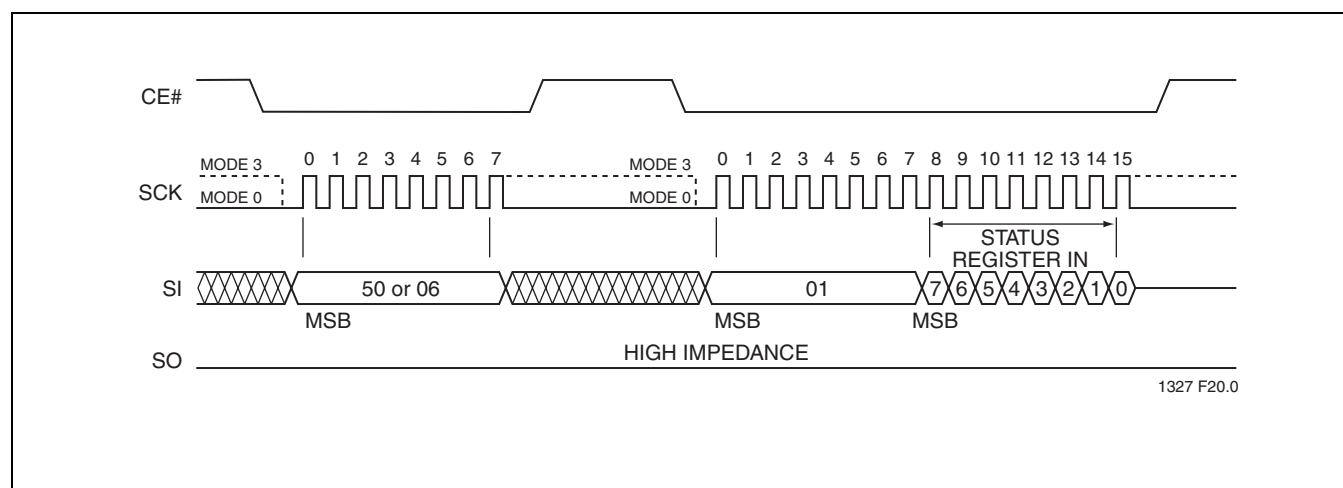 CE#
MODE 3 0 1 2 3 4 5 6 7 MODE 3 0 1 2 3 4 5 6 7 8 9 10 11 12 13 14 15
SCK MODE 0 MODE 0
STATUS
REGISTER IN
SI 50 or 06 01 7 6 5 4 3 2 1 0
MSB MSB MSB
HIGH IMPEDANCE
SO
1327 F20.0